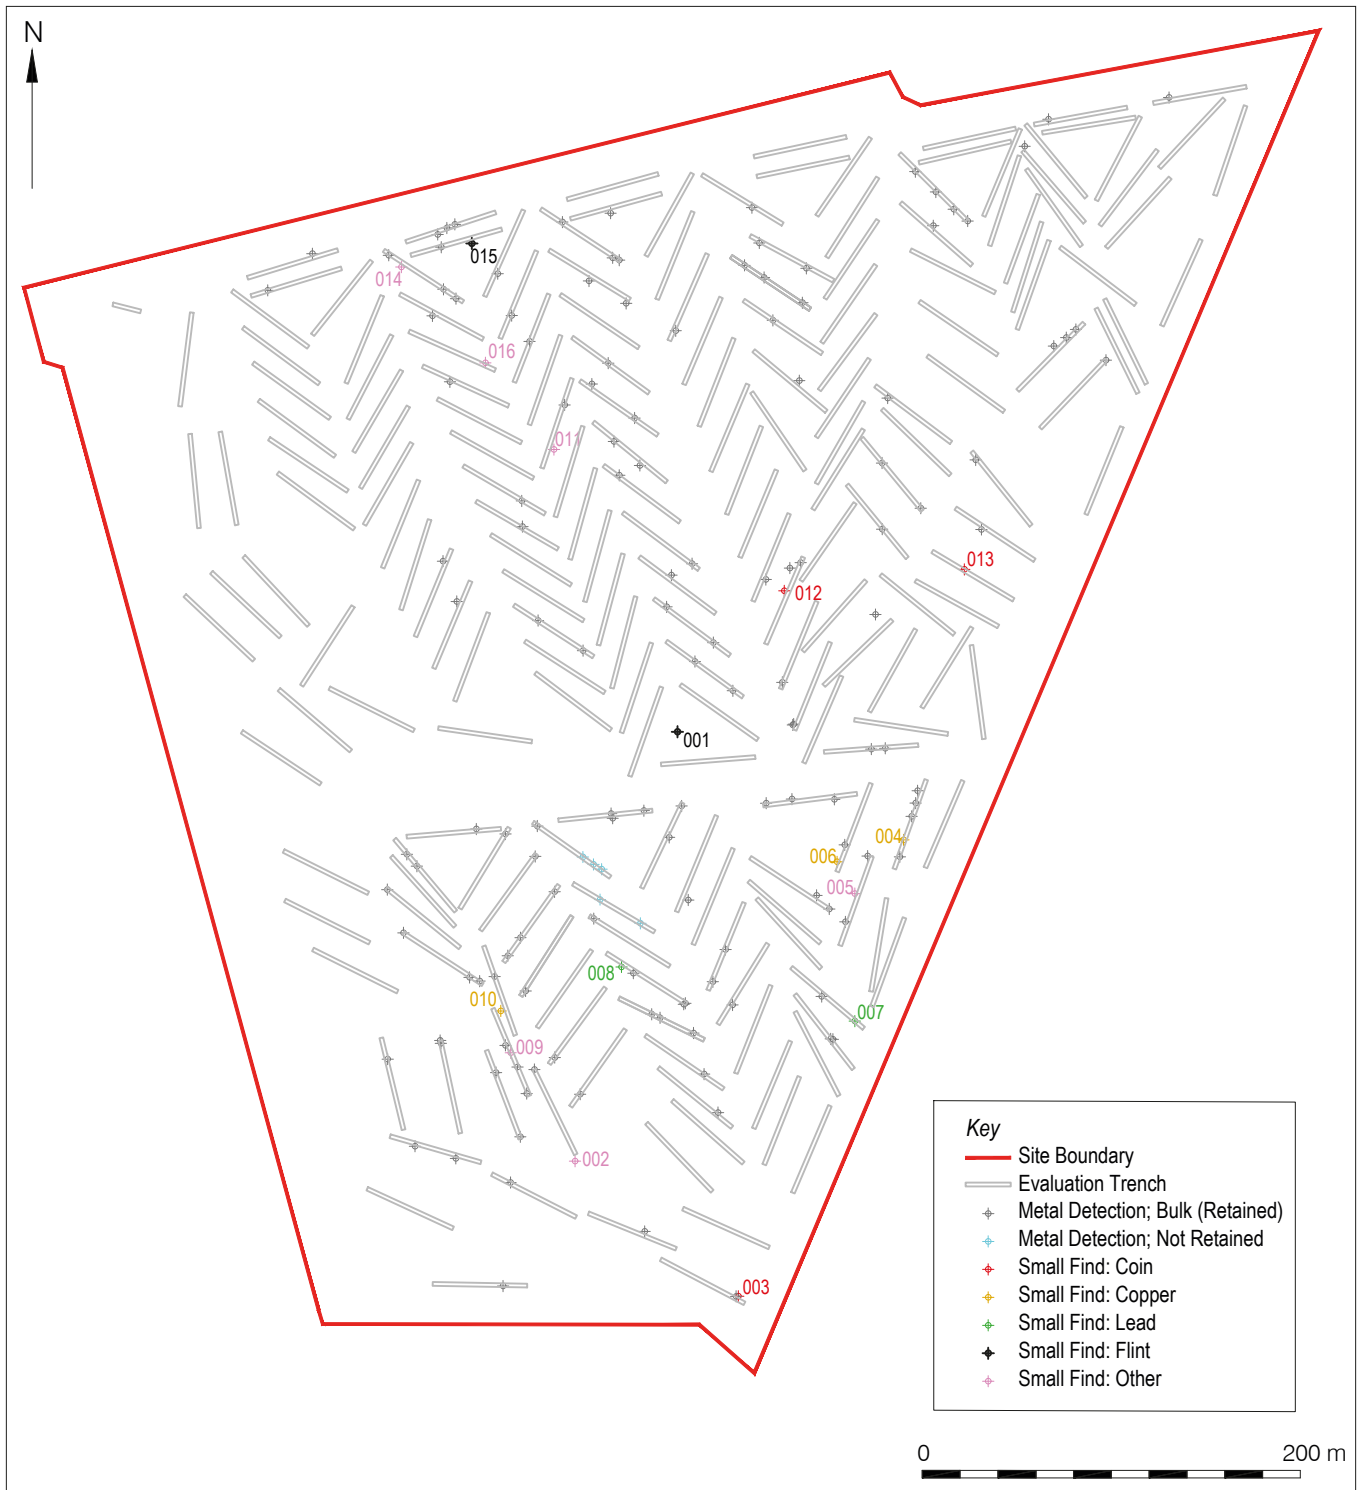 N
015
014
016
011
013
012
001
004
006
005
008
007
010
009
002
003
Key
Site Boundary
Evaluation Trench
Metal Detection; Bulk (Retained)
Metal Detection; Not Retained
Small Find: Coin
Small Find: Copper
Small Find: Lead
Small Find: Flint
Small Find: Other
0 200 m